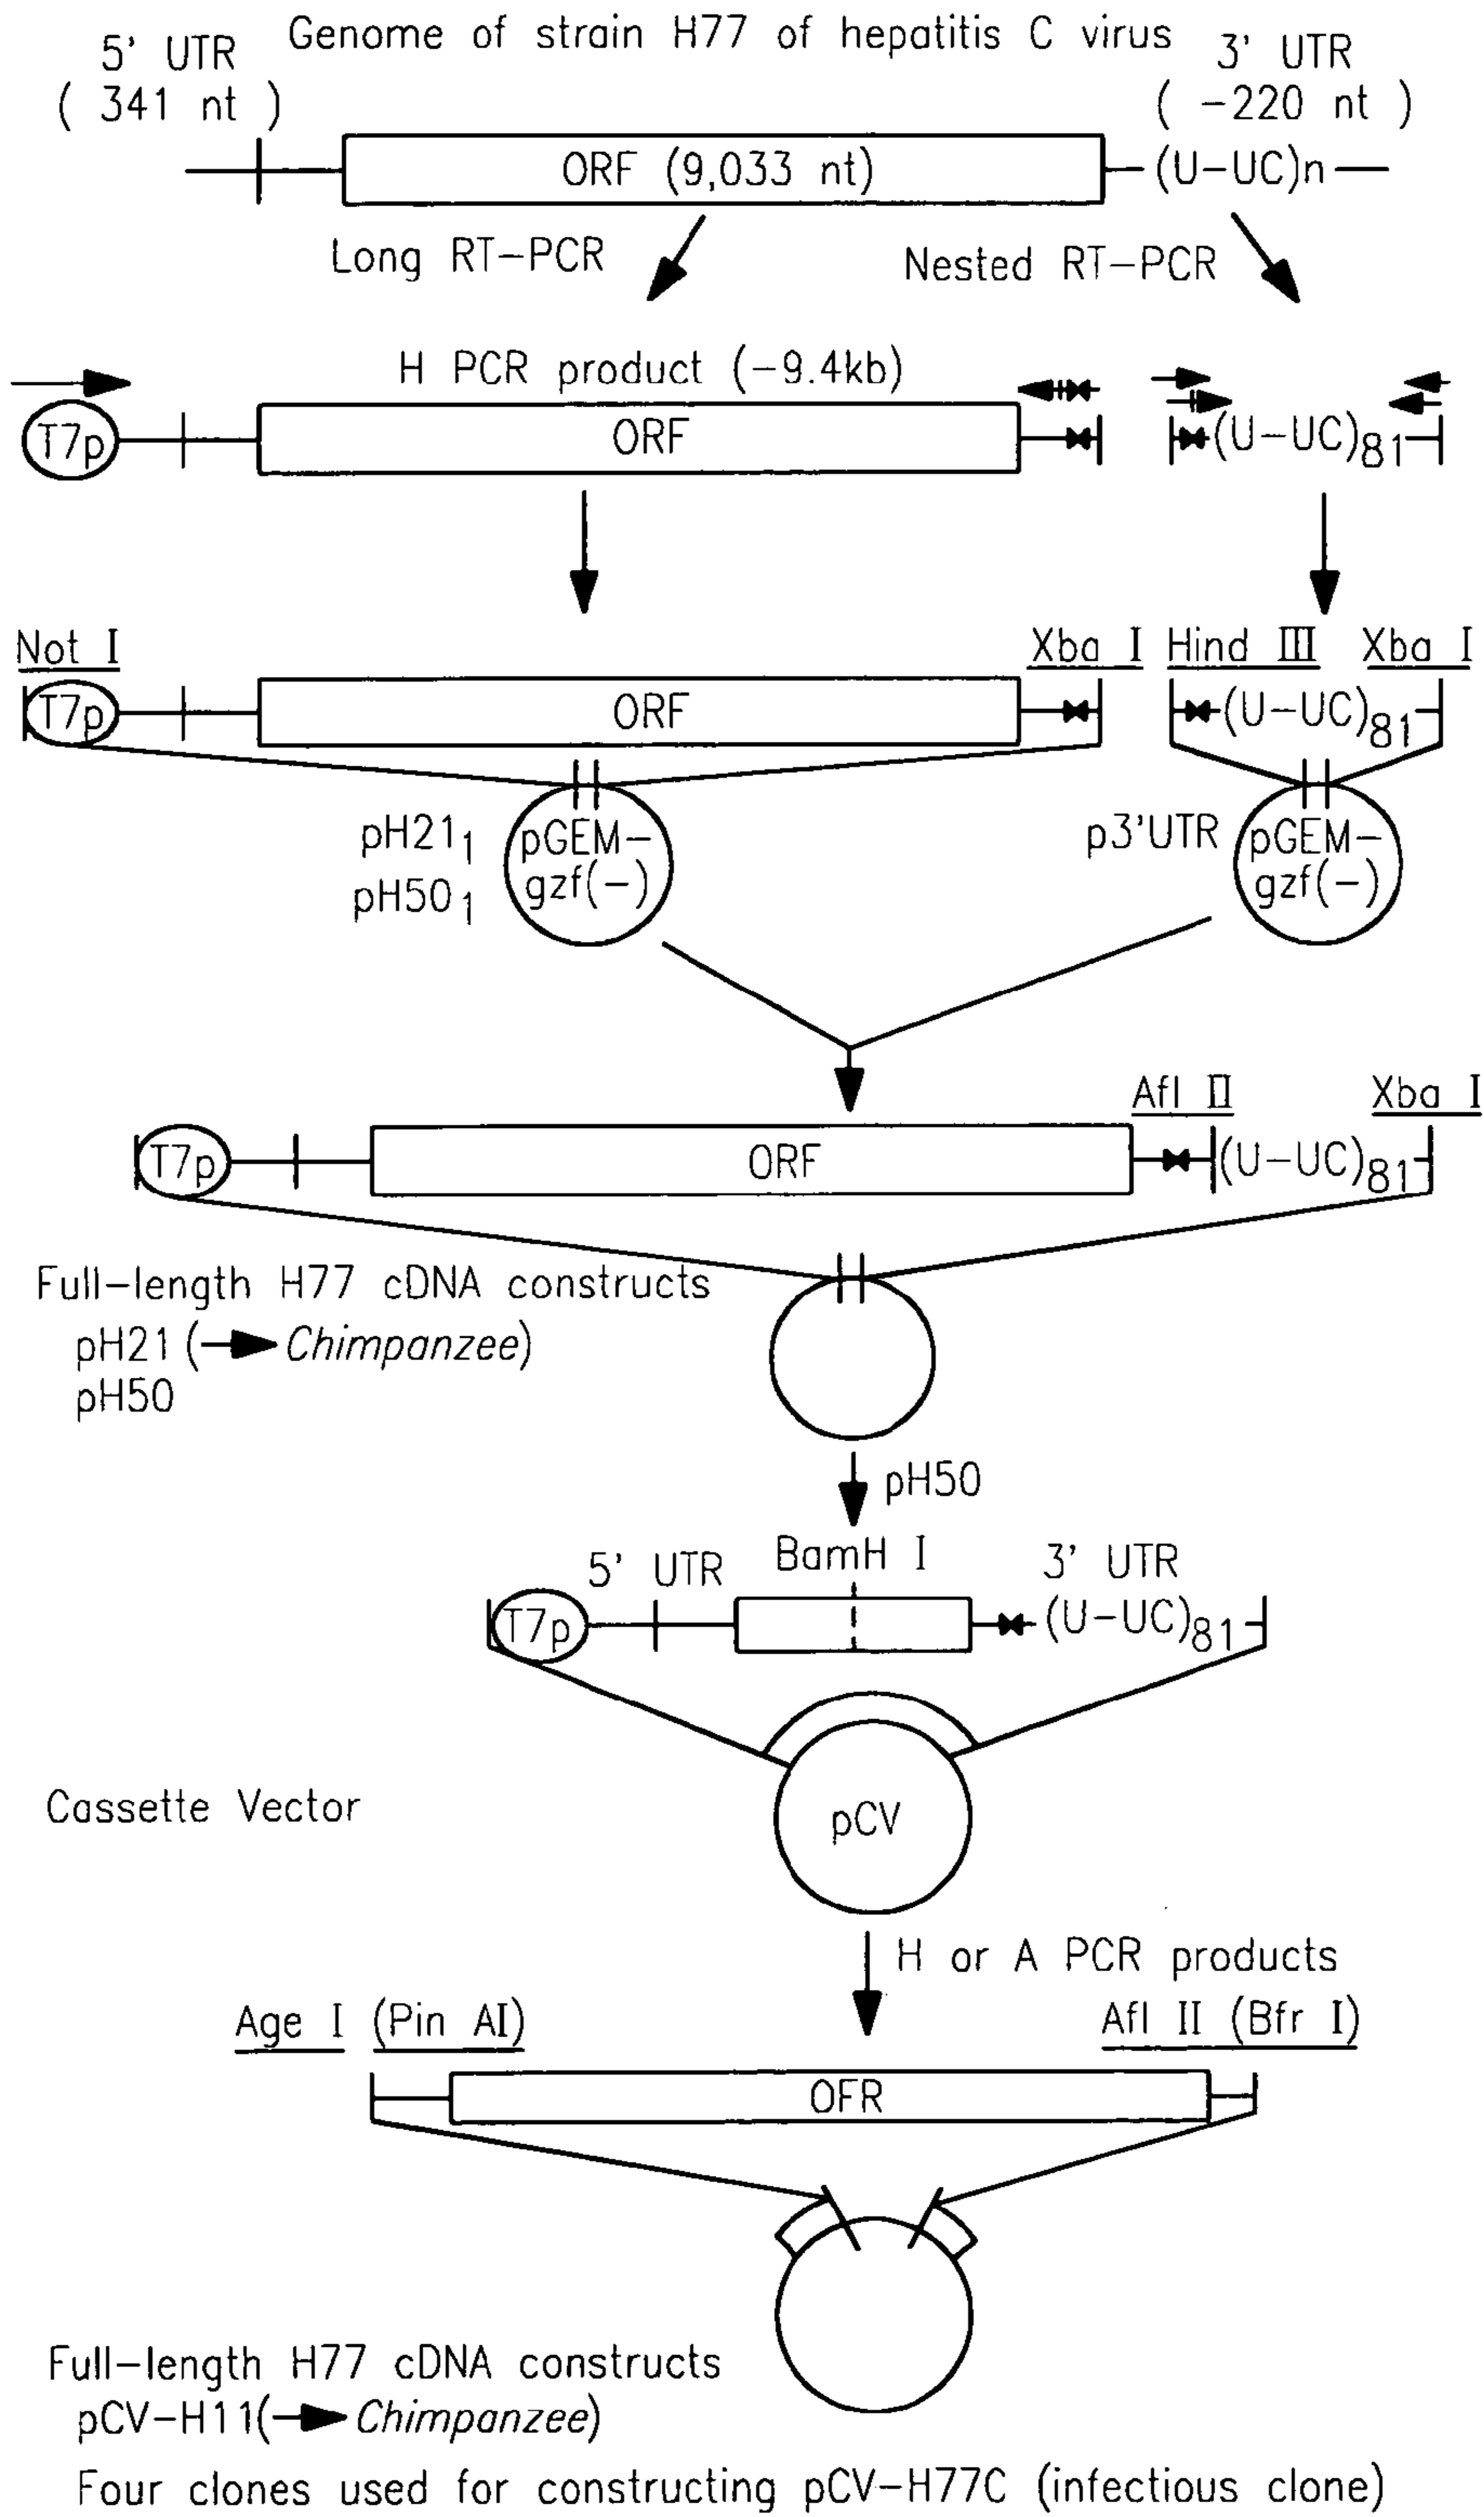 Genome of strain H77 of hepatitis C virus
5' UTR
( 341 nt )
3' UTR
( -220 nt )
ORF (9,033 nt)
(U-UC)n
Long RT-PCR
Nested RT-PCR
H PCR product (-9.4kb)
T7p
ORF
(U-UC)81
Not I
Xba I
Hind III
Xba I
T7p
ORF
(U-UC)81
pH21 1
pH50 1
pGEM-
gzf(-)
p3'UTR
pGEM-
gzf(-)
Afl II
Xba I
T7p
ORF
(U-UC)81
Full-length H77 cDNA constructs
pH21 (→ Chimpanzee)
pH50
pH50
5' UTR
BamH I
3' UTR
T7p
(U-UC)81
Cassette Vector
pCV
H or A PCR products
Age I (Pin AI)
Afl II (Bfr I)
OFR
Full-length H77 cDNA constructs
pCV-H11(→ Chimpanzee)
Four clones used for constructing pCV-H77C (infectious clone)